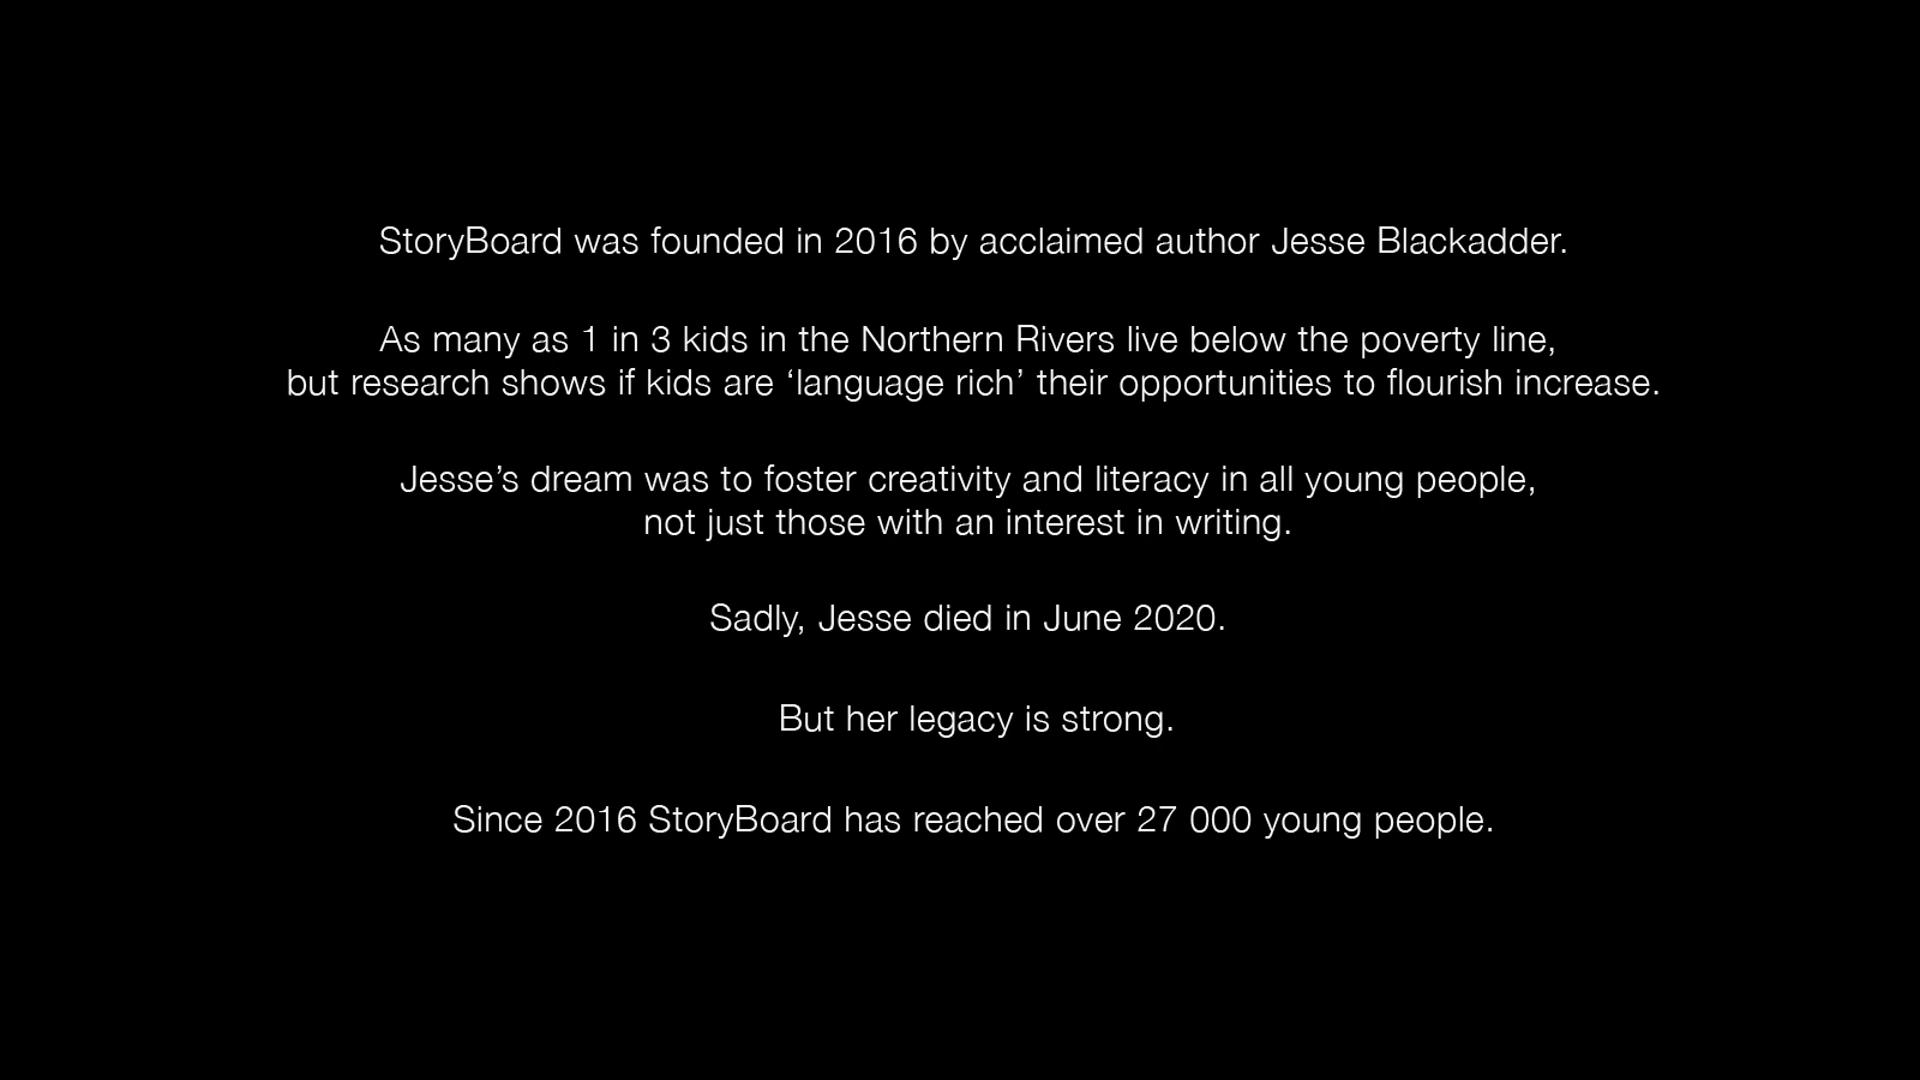 StoryBoard was founded in 2016 by acclaimed author Jesse Blackadder.
As many as 1 in 3 kids in the Northern Rivers live below the poverty line,
but research shows if kids are ‘language rich’ their opportunities to flourish increase.
Jesse’s dream was to foster creativity and literacy in all young people,
not just those with an interest in writing.
Sadly, Jesse died in June 2020.
But her legacy is strong.
Since 2016 StoryBoard has reached over 27 000 young people.